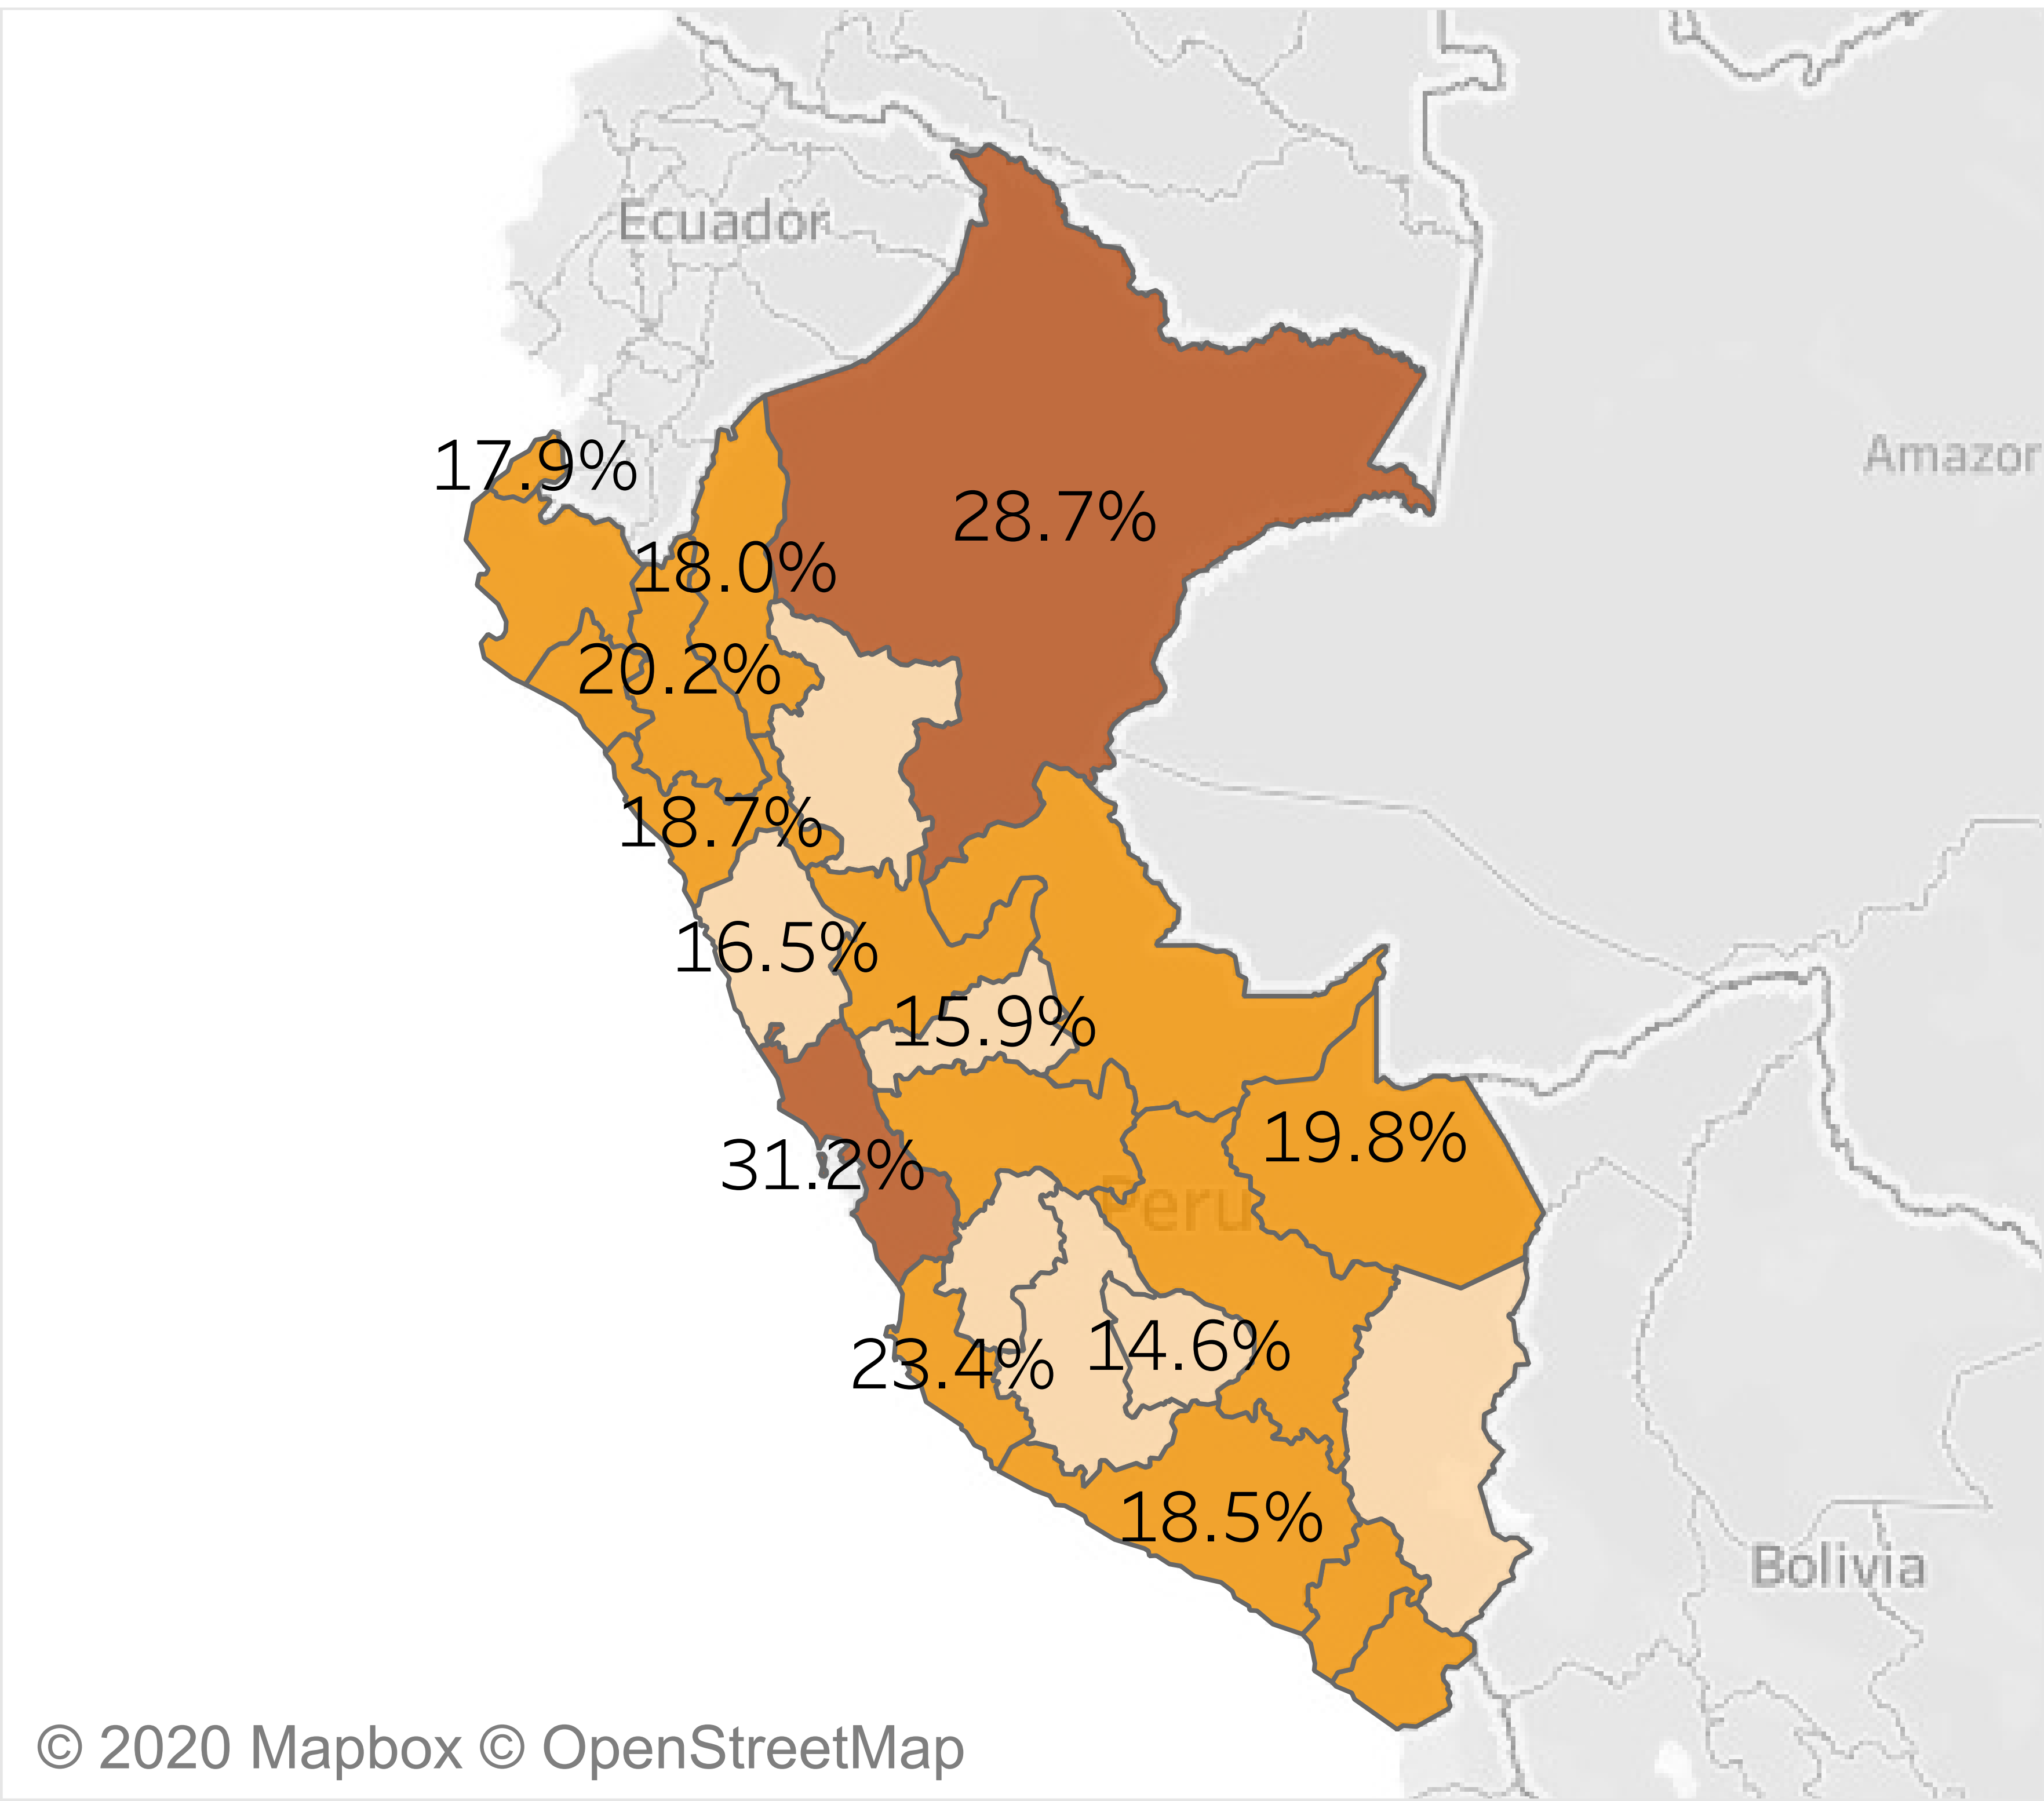 Ecuador
Amazon
17.9%
28.7%
18.0%
20.2%
18.7%
16.5%
15.9%
19.8%
31.2%
Peru
14.6%
23.4%
18.5%
Bolivia
© 2020 Mapbox © OpenStreetMap